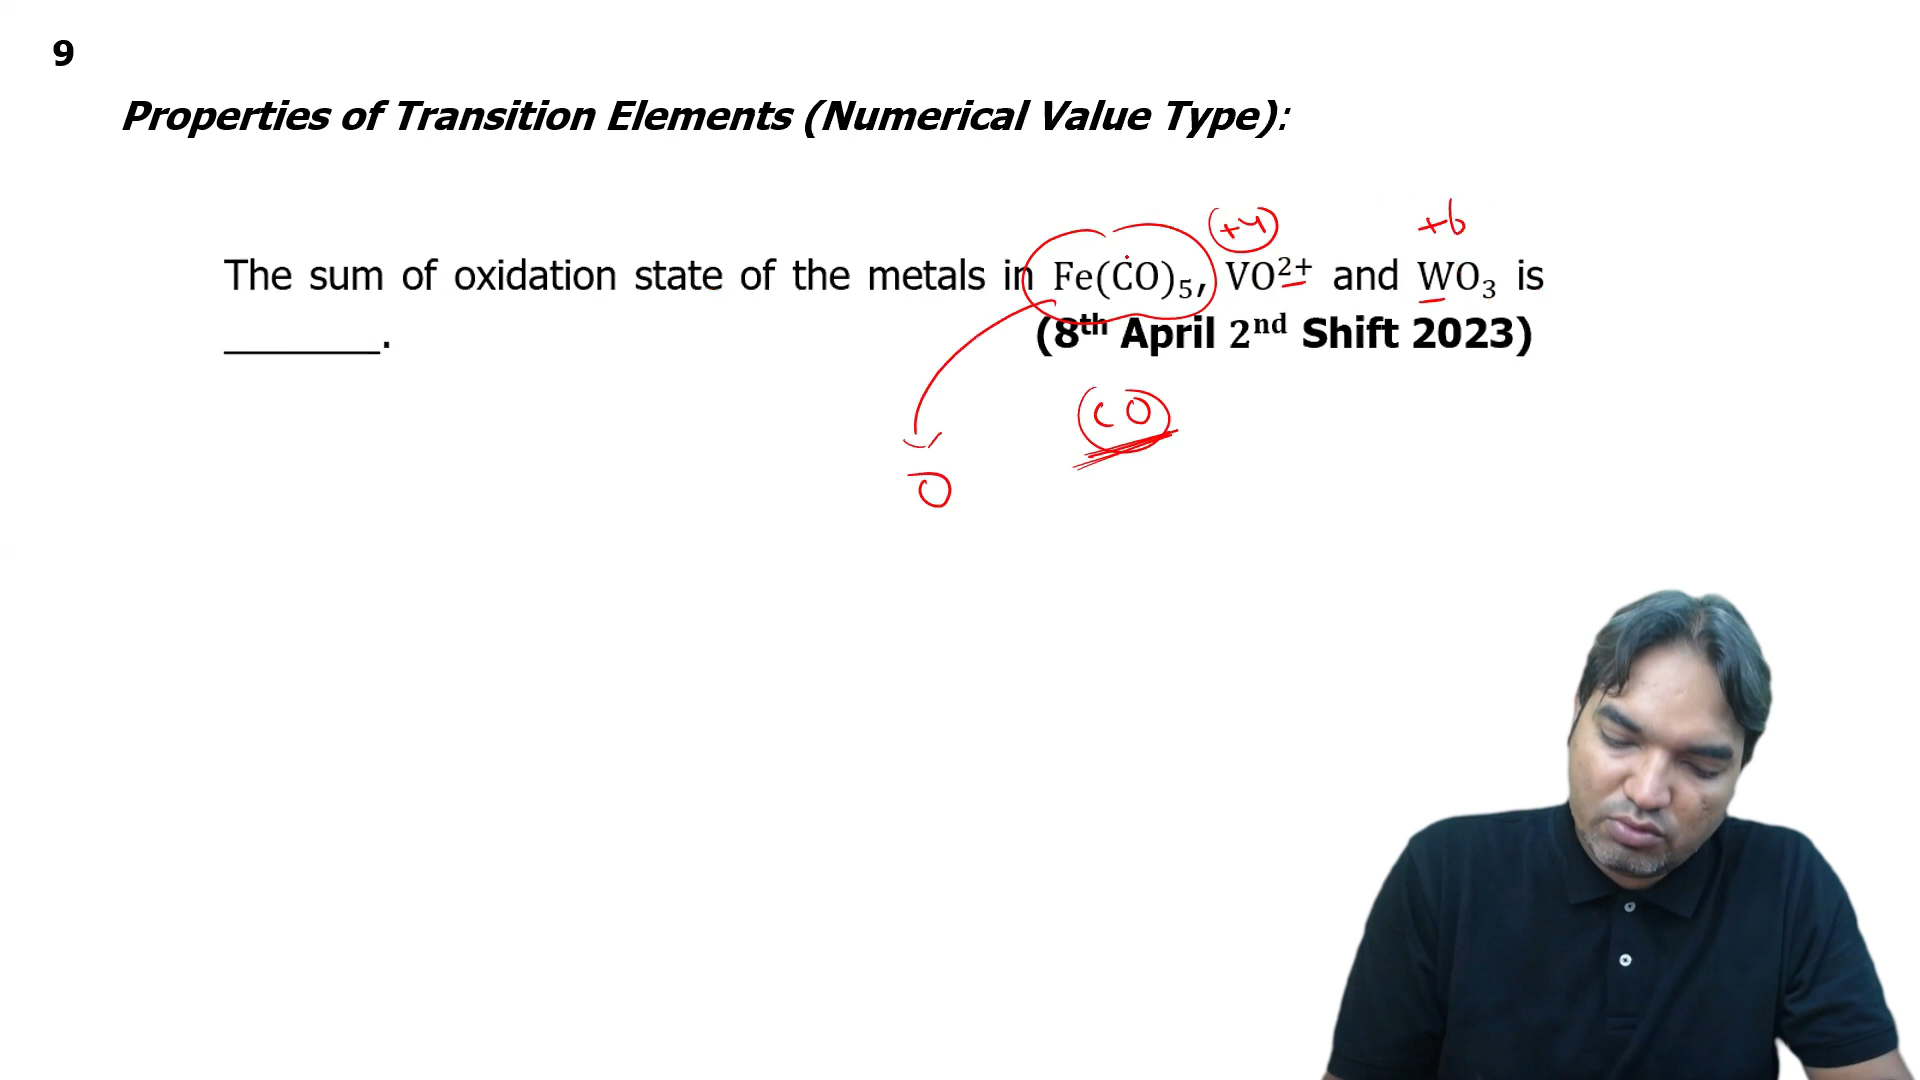 9
Properties of Transition Elements (Numerical Value Type):
+4 +6
The sum of oxidation state of the metals in Fe(CO)₅, VO²⁺ and WO₃ is
_______. (8ᵗʰ April 2ⁿᵈ Shift 2023)
CO
0